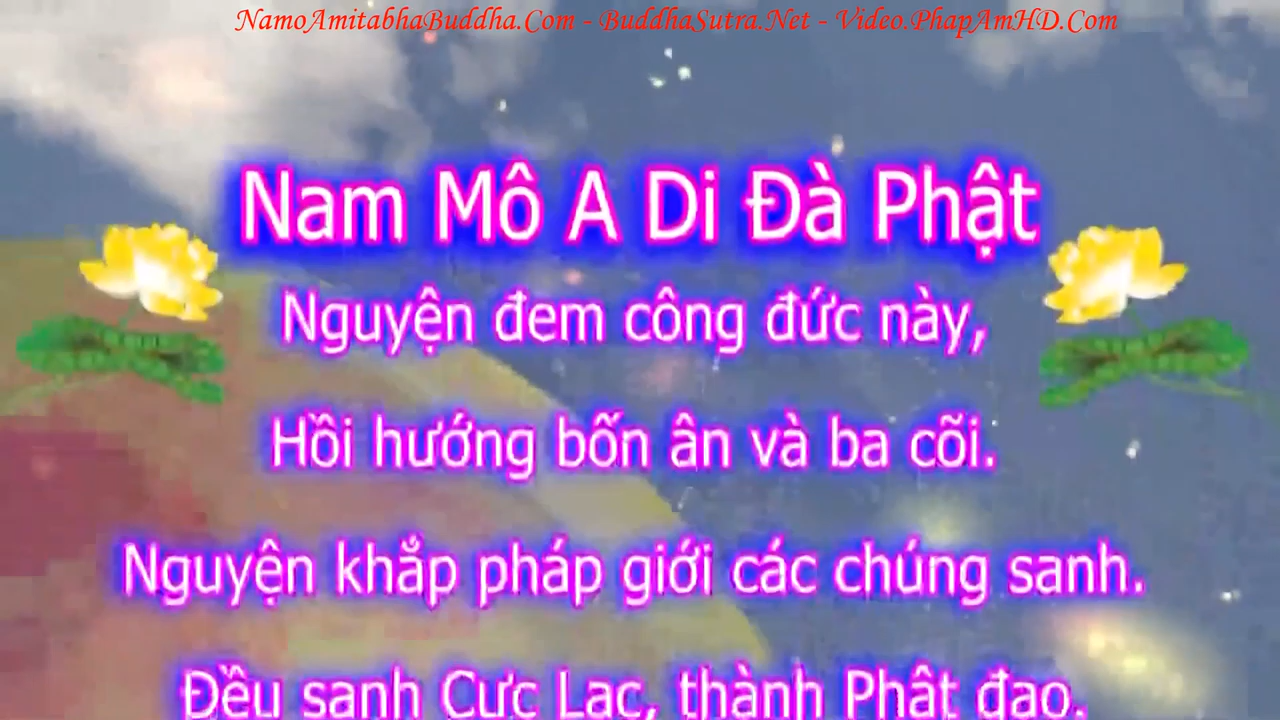 NamoAmitabhaBuddha.Com - BuddhaSutra.Net - Video.PhapAmHD.Com
Nam Mô A Di Đà Phật
Nguyện đem công đức này,
Hồi hướng bốn ân và ba cõi.
Nguyện khắp pháp giới các chúng sanh.
Đều sanh Cực Lạc, thành Phật đạo.